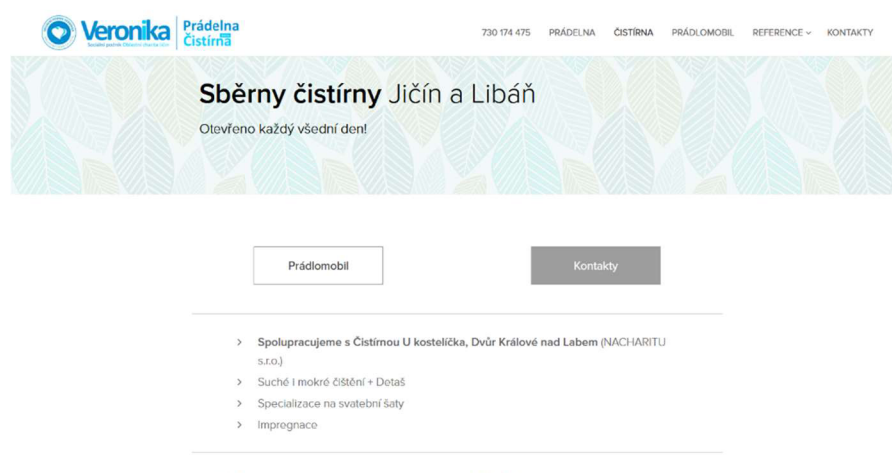 Veronika
Prádelna
Čistírna
730 174 475 PRÁDELNA ČISTÍRNA PRÁDLOMOBIL REFERENCE KONTAKTY
Sběrny čistírny Jičín a Libáň
Otevřeno každý všední den!
Prádlomobil
Kontakty
Spolupracujeme s Čistírnou U kostelíčka, Dvůr Králové nad Labem (NACHARITU
s.r.o.)
Suché i mokré čištění + Detaš
Specializace na svatební šaty
Impregnace